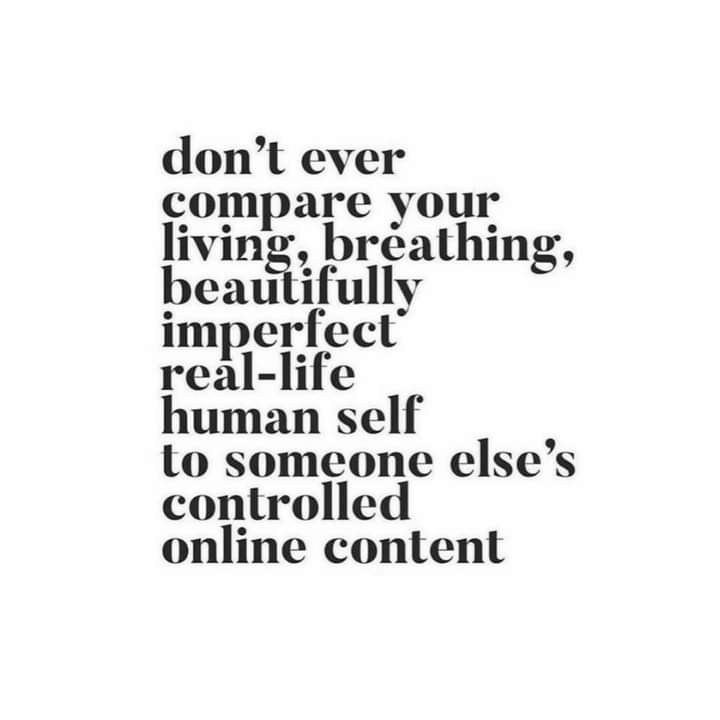 don’t ever
compare your
living, breathing,
beautifully
imperfect
real-life
human self
to someone else’s
controlled
online content